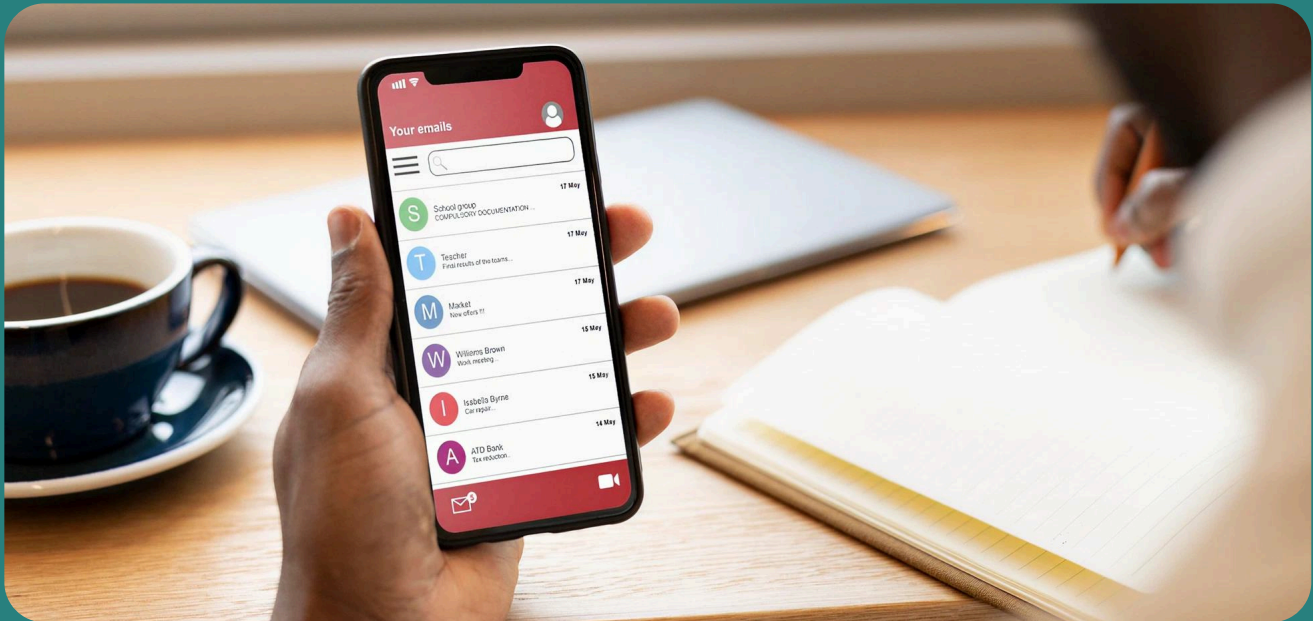 Your emails
17 May
S
School group
COMPULSORY DOCUMENTATION...
17 May
T
Teacher
Final results of the teams...
17 May
M
Market
New offers !!!
15 May
W
Williems Brown
Work meeting...
15 May
I
Issbella Byrne
Car repair...
14 May
A
ATD Bank
Tax reduction...